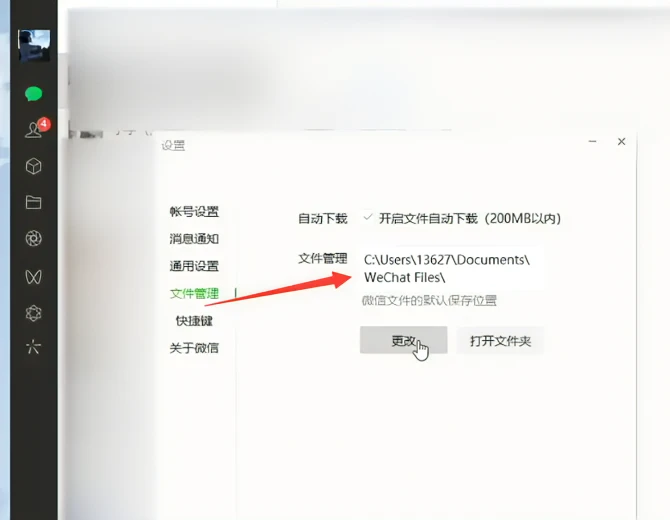 4
设置
帐号设置
消息通知
通用设置
文件管理
快捷键
关于微信
自动下载
开启文件自动下载（200MB以内）
文件管理
C:\Users\13627\Documents\
WeChat Files\
微信文件的默认保存位置
更改
打开文件夹